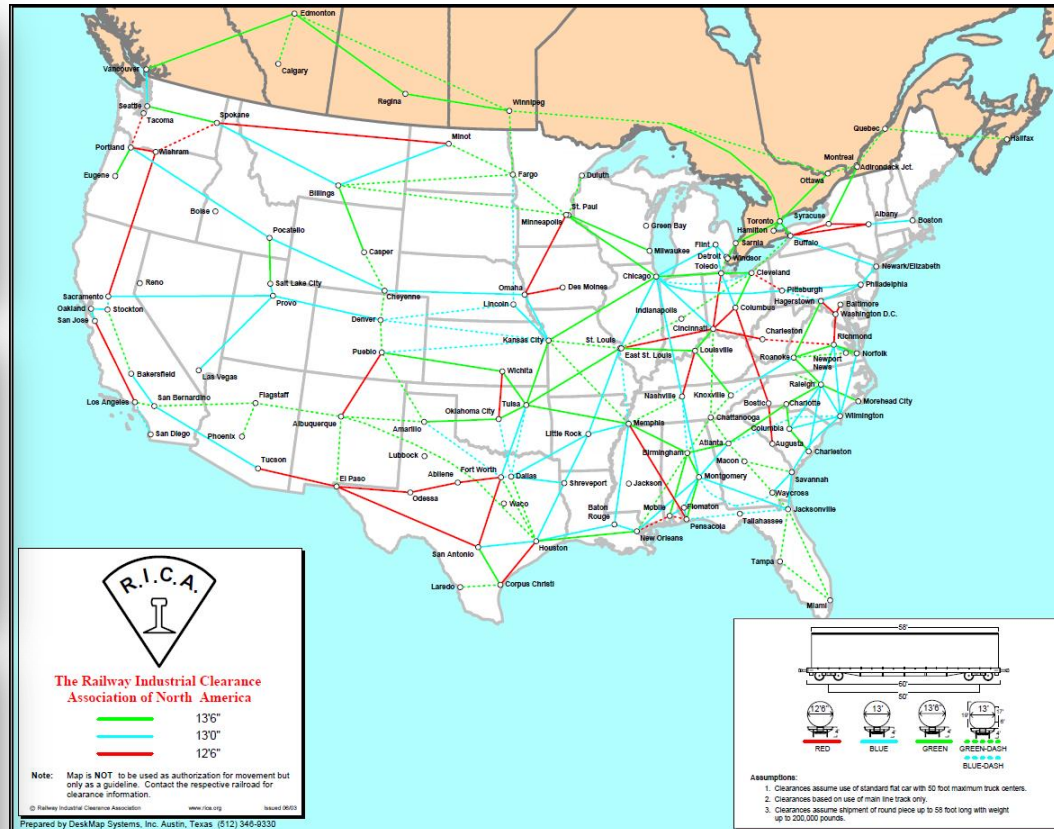 Edmonton
Calgary
Vancouver
Regina
Winnipeg
Quebec
Halifax
Montreal
Adirondack Jct.
Ottawa
Seattle
Tacoma
Spokane
Portland
Wishram
Eugene
Minot
Fargo
Duluth
Billings
St. Paul
Minneapolis
Green Bay
Milwaukee
Toronto
Hamilton
Syracuse
Albany
Boston
Buffalo
Sarnia
Flint
Detroit
Windsor
Toledo
Cleveland
Newark/Elizabeth
Boise
Pocatello
Casper
Reno
Salt Lake City
Provo
Cheyenne
Omaha
Des Moines
Lincoln
Chicago
Pittsburgh
Philadelphia
Hagerstown
Baltimore
Washington D.C.
Sacramento
Oakland
Stockton
San Jose
Denver
Kansas City
St. Louis
East St. Louis
Indianapolis
Cincinnati
Columbus
Charleston
Richmond
Norfolk
Newport
News
Roanoke
Louisville
Pueblo
Las Vegas
Bakersfield
Los Angeles
San Bernardino
San Diego
Flagstaff
Phoenix
Albuquerque
Amarillo
Wichita
Oklahoma City
Tulsa
Nashville
Knoxville
Chattanooga
Bostic
Charlotte
Raleigh
Morehead City
Wilmington
Columbia
Augusta
Charleston
Memphis
Little Rock
Birmingham
Atlanta
Macon
Savannah
Waycross
Jacksonville
Tucson
El Paso
Lubbock
Abilene
Odessa
Fort Worth
Dallas
Waco
Shreveport
Jackson
Montgomery
Flomaton
Mobile
Pensacola
Tallahassee
Baton
Rouge
New Orleans
Houston
San Antonio
Laredo
Corpus Christi
Tampa
Miami
R.I.C.A.
The Railway Industrial Clearance
Association of North America
13'6"
13'0"
12'6"
Note: Map is NOT to be used as authorization for movement but
only as a guideline. Contact the respective railroad for
clearance information.
© Railway Industrial Clearance Association www.rica.org Issued 06/03
Prepared by DeskMap Systems, Inc. Austin, Texas (512) 346-9330
58'
60'
50'
12'6" 13' 13'6" 13'
RED BLUE GREEN GREEN-DASH
BLUE-DASH
Assumptions:
1. Clearances assume use of standard flat car with 50 foot maximum truck centers.
2. Clearances based on use of main line track only.
3. Clearances assume shipment of round piece up to 58 foot long with weight
up to 200,000 pounds.